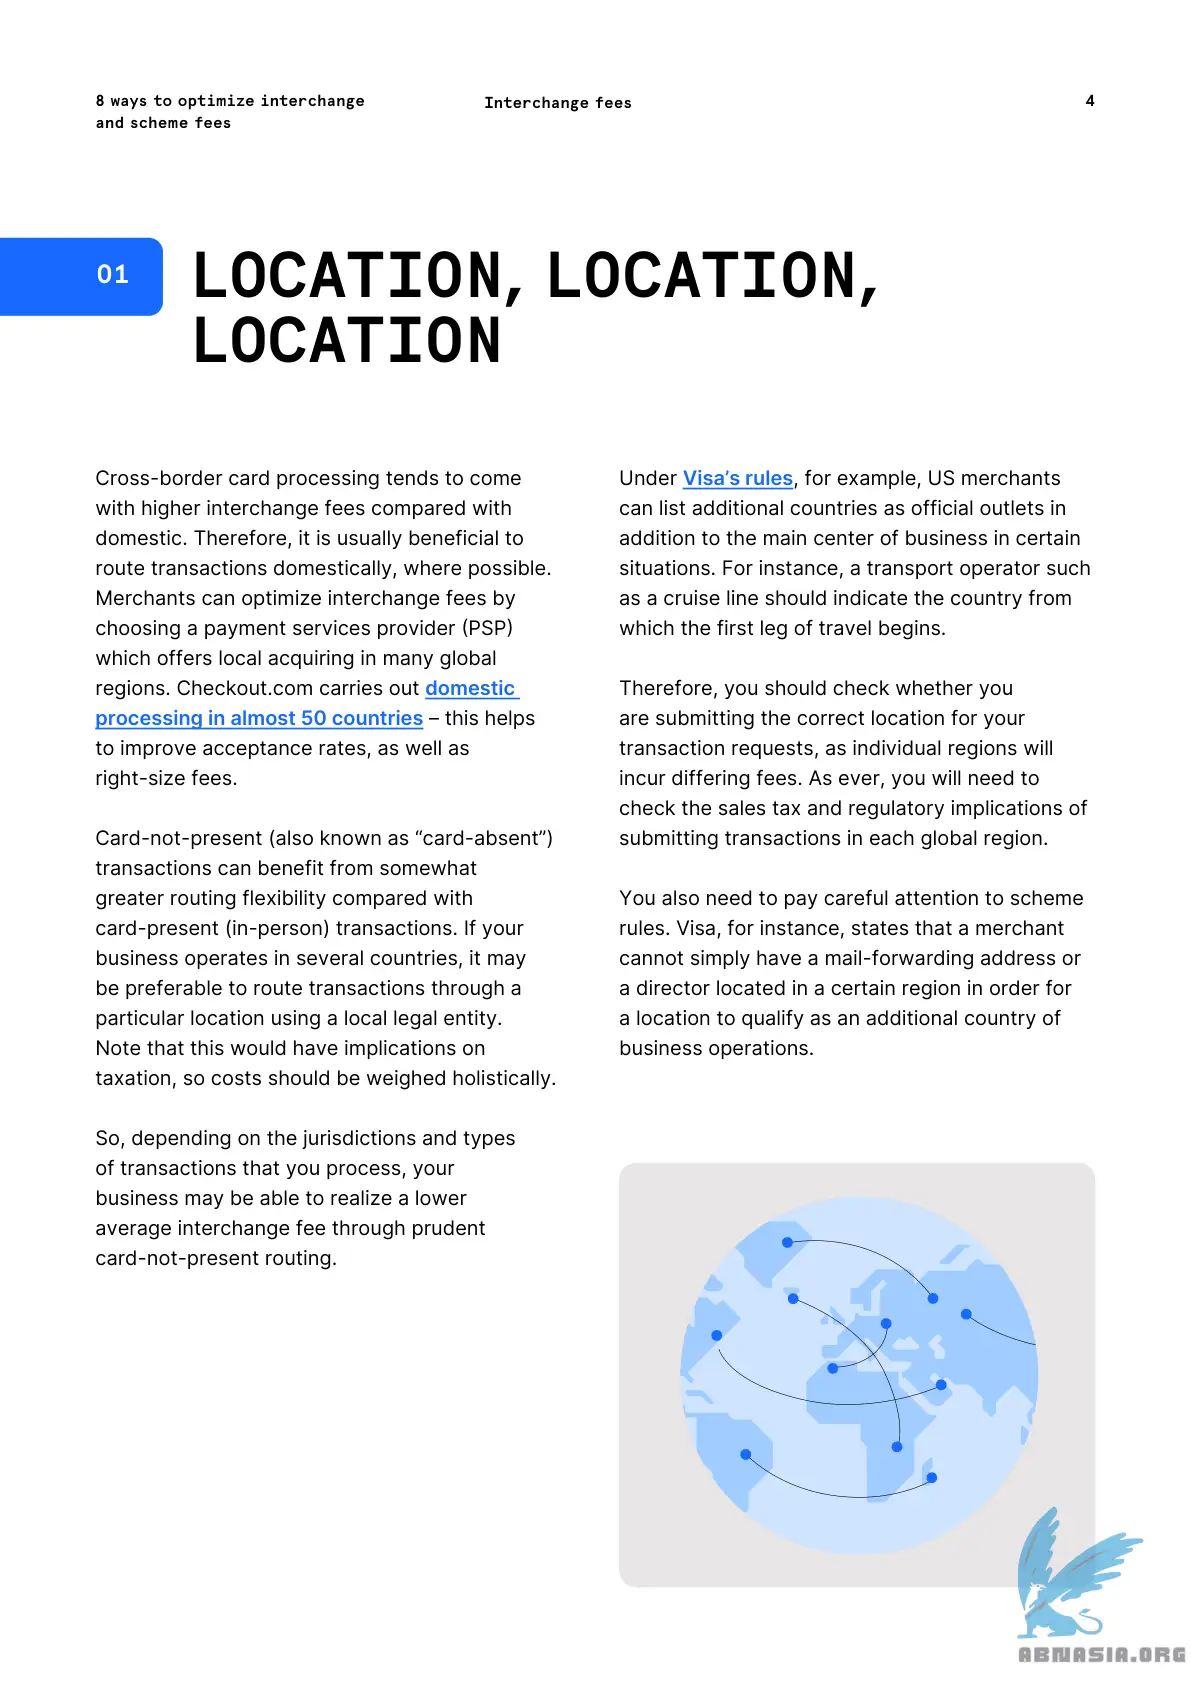 8 ways to optimize interchange
and scheme fees
Interchange fees
4
01
LOCATION, LOCATION,
LOCATION
Cross-border card processing tends to come
with higher interchange fees compared with
domestic. Therefore, it is usually beneficial to
route transactions domestically, where possible.
Merchants can optimize interchange fees by
choosing a payment services provider (PSP)
which offers local acquiring in many global
regions. Checkout.com carries out domestic
processing in almost 50 countries – this helps
to improve acceptance rates, as well as
right-size fees.
Card-not-present (also known as “card-absent”)
transactions can benefit from somewhat
greater routing flexibility compared with
card-present (in-person) transactions. If your
business operates in several countries, it may
be preferable to route transactions through a
particular location using a local legal entity.
Note that this would have implications on
taxation, so costs should be weighed holistically.
So, depending on the jurisdictions and types
of transactions that you process, your
business may be able to realize a lower
average interchange fee through prudent
card-not-present routing.
Under Visa’s rules, for example, US merchants
can list additional countries as official outlets in
addition to the main center of business in certain
situations. For instance, a transport operator such
as a cruise line should indicate the country from
which the first leg of travel begins.
Therefore, you should check whether you
are submitting the correct location for your
transaction requests, as individual regions will
incur differing fees. As ever, you will need to
check the sales tax and regulatory implications of
submitting transactions in each global region.
You also need to pay careful attention to scheme
rules. Visa, for instance, states that a merchant
cannot simply have a mail-forwarding address or
a director located in a certain region in order for
a location to qualify as an additional country of
business operations.
ABNASIA.ORG